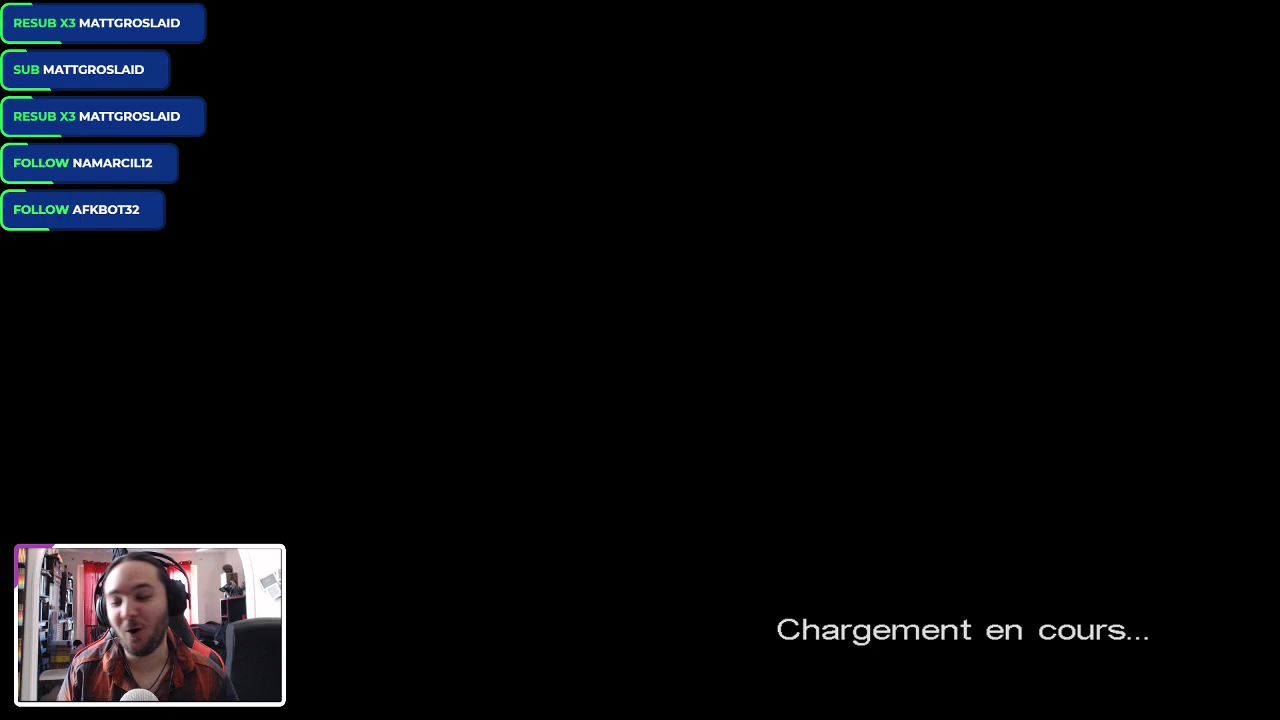 RESUB X3 MATTGROSLAID
SUB MATTGROSLAID
RESUB X3 MATTGROSLAID
FOLLOW NAMARCIL12
FOLLOW AFKBOT32
Chargement en cours...